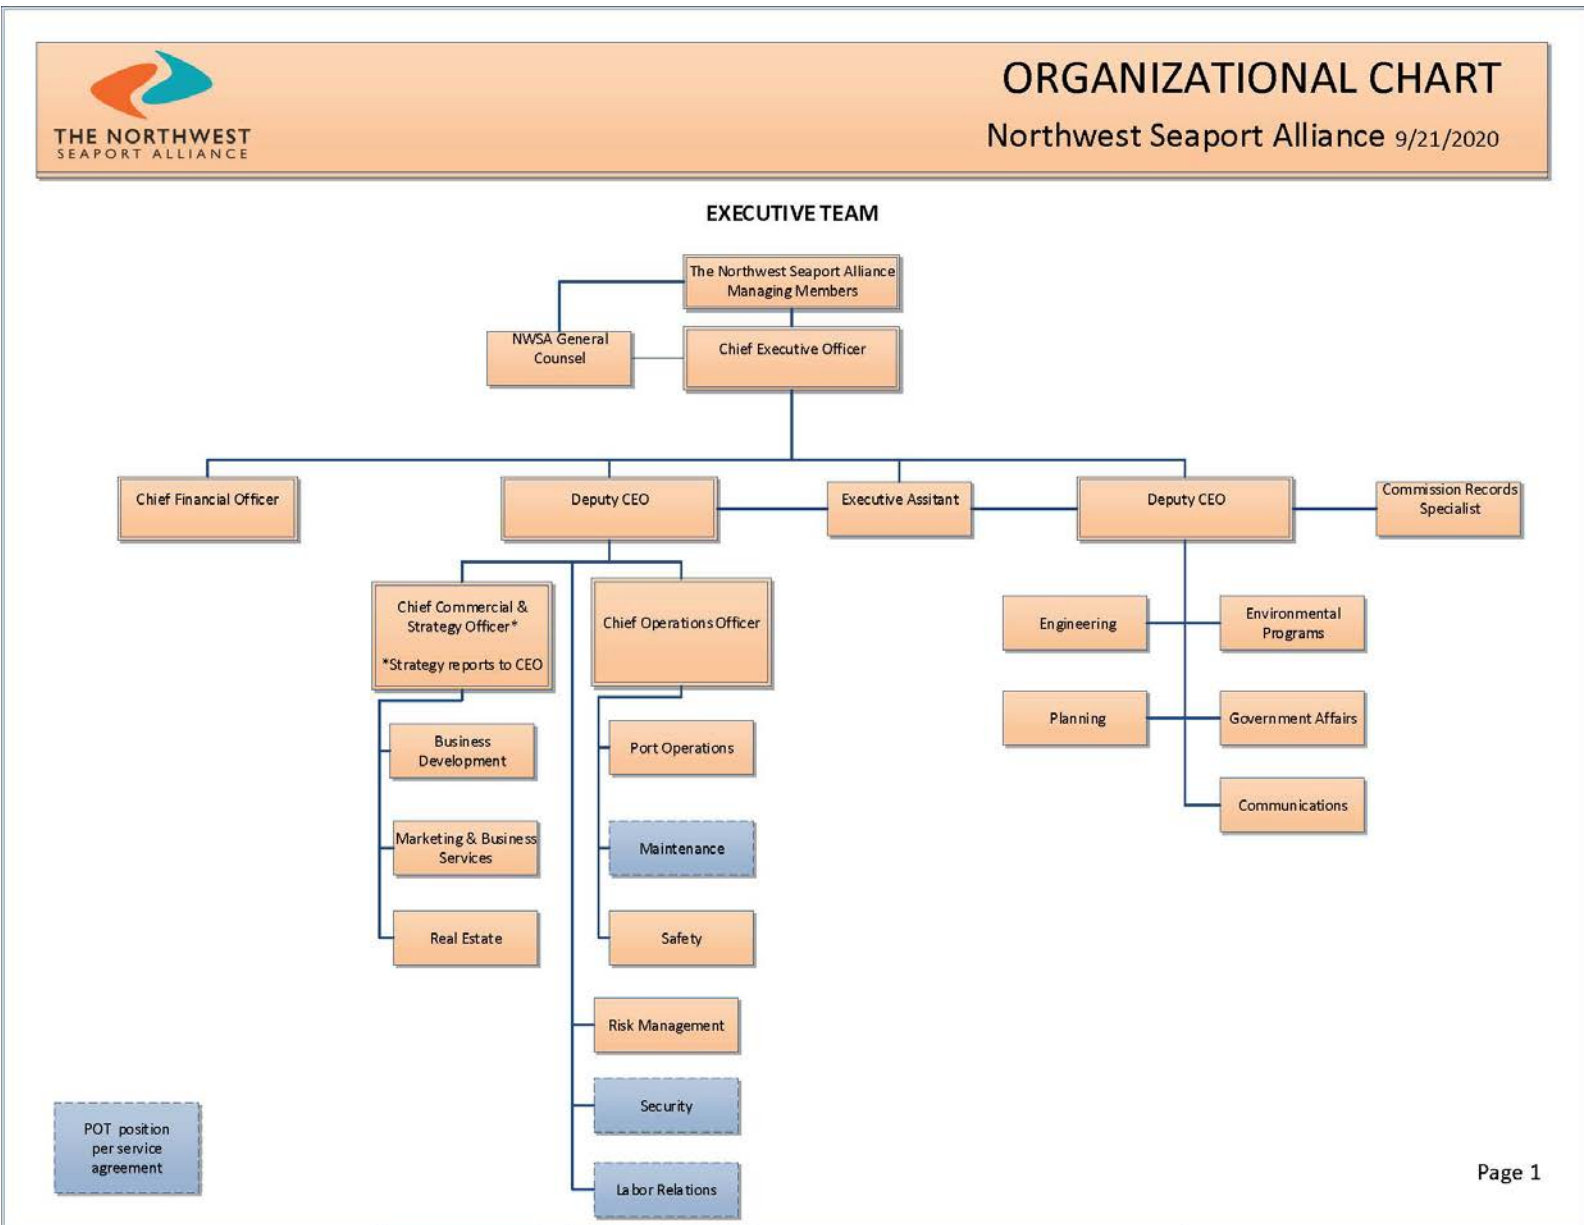 THE NORTHWEST
SEAPORT ALLIANCE
ORGANIZATIONAL CHART
Northwest Seaport Alliance 9/21/2020
EXECUTIVE TEAM
The Northwest Seaport Alliance
Managing Members
NWSA General
Counsel
Chief Executive Officer
Chief Financial Officer
Deputy CEO
Executive Assitant
Deputy CEO
Commission Records
Specialist
Chief Commercial &
Strategy Officer*
*Strategy reports to CEO
Chief Operations Officer
Engineering
Environmental
Programs
Planning
Government Affairs
Communications
Business
Development
Port Operations
Marketing & Business
Services
Maintenance
Real Estate
Safety
Risk Management
Security
Labor Relations
POT position
per service
agreement
Page 1